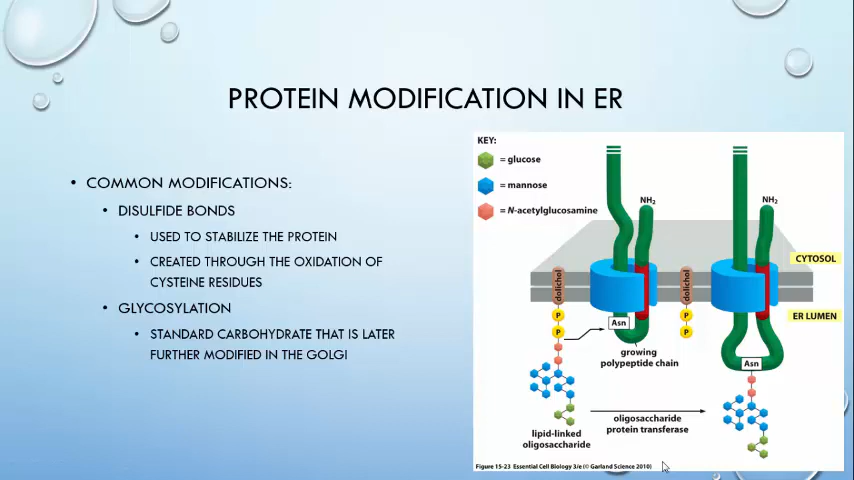 PROTEIN MODIFICATION IN ER
• COMMON MODIFICATIONS:
• DISULFIDE BONDS
• USED TO STABILIZE THE PROTEIN
• CREATED THROUGH THE OXIDATION OF
CYSTEINE RESIDUES
• GLYCOSYLATION
• STANDARD CARBOHYDRATE THAT IS LATER
FURTHER MODIFIED IN THE GOLGI
KEY:
= glucose
= mannose
= N-acetylglucosamine
NH2
NH2
CYTOSOL
dolichol
dolichol
ER LUMEN
P
P
P
P
Asn
growing
polypeptide chain
Asn
lipid-linked
oligosaccharide
oligosaccharide
protein transferase
Figure 15-23 Essential Cell Biology 3/e (© Garland Science 2010)